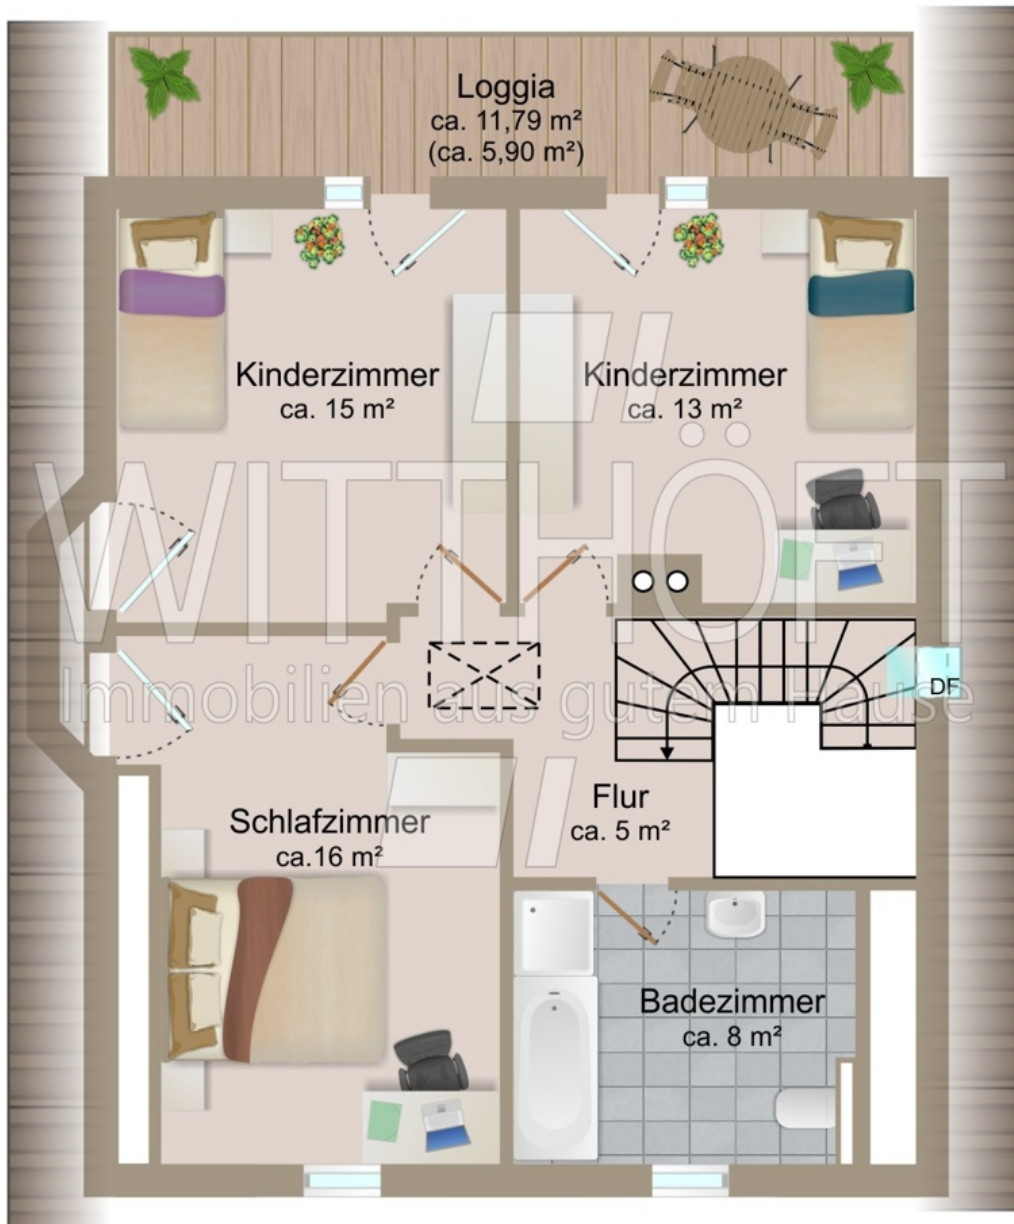 Loggia
ca. 11,79 m²
(ca. 5,90 m²)
Kinderzimmer
ca. 15 m²
Kinderzimmer
ca. 13 m²
WITTHÖFT
Immobilien aus gutem Hause
DF
Flur
ca. 5 m²
Schlafzimmer
ca.16 m²
Badezimmer
ca. 8 m²